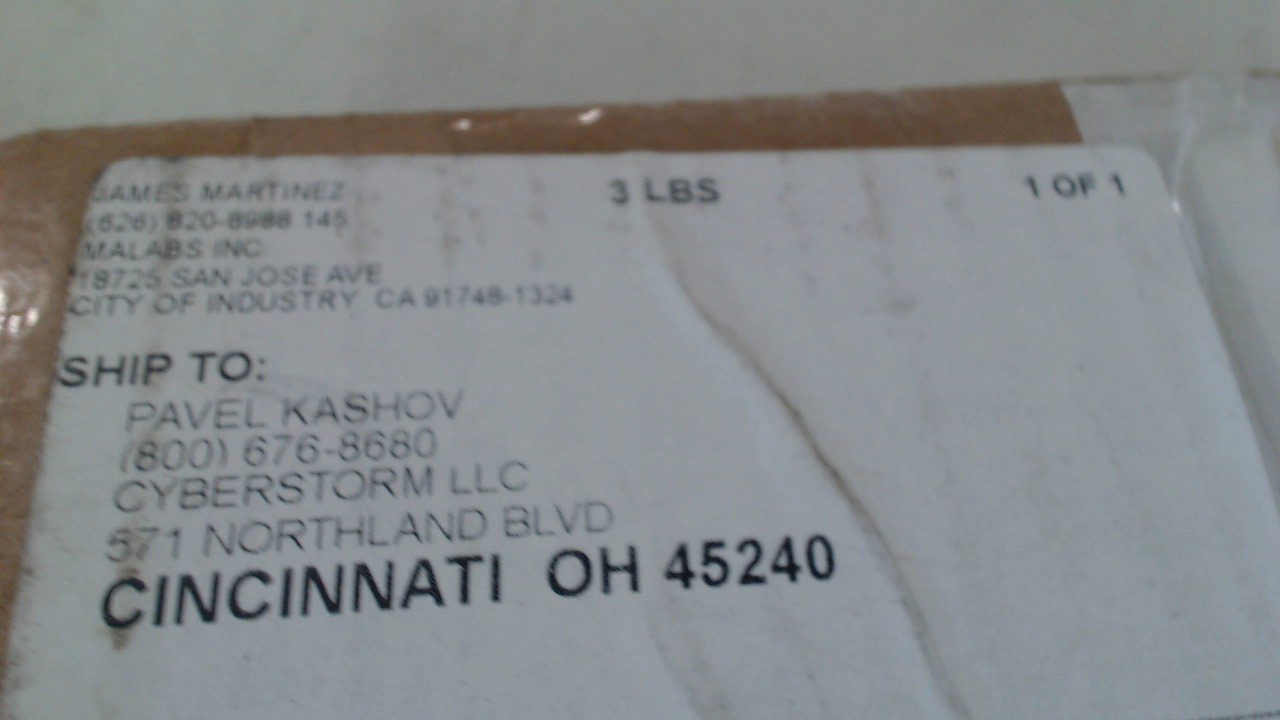 JAMES MARTINEZ
(626) 820-8988 145
MALABS INC
18725 SAN JOSE AVE
CITY OF INDUSTRY CA 91748-1324
3 LBS
1 OF 1
SHIP TO:
PAVEL KASHOV
(800) 676-8680
CYBERSTORM LLC
571 NORTHLAND BLVD
CINCINNATI OH 45240